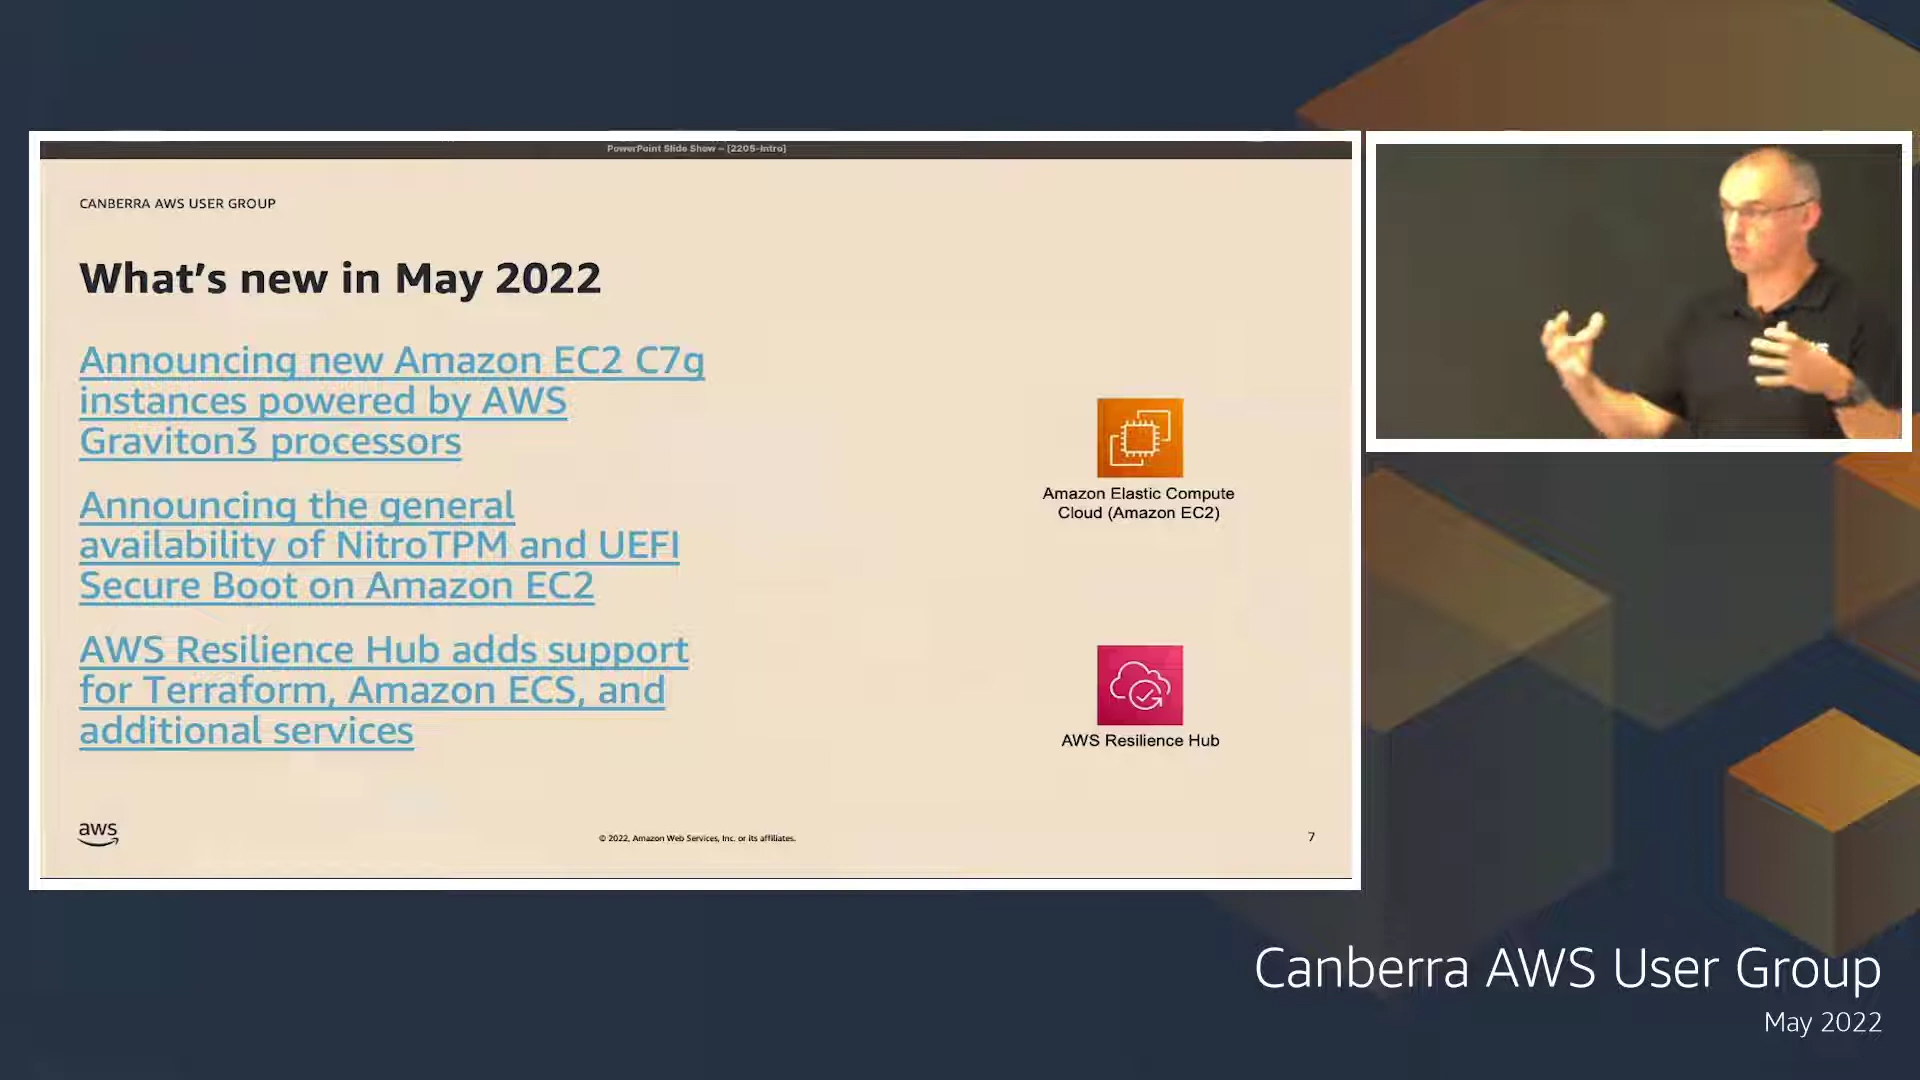 PowerPoint Slide Show – [2205-Intro]
CANBERRA AWS USER GROUP
What’s new in May 2022
Announcing new Amazon EC2 C7g
instances powered by AWS
Graviton3 processors
Announcing the general
availability of NitroTPM and UEFI
Secure Boot on Amazon EC2
AWS Resilience Hub adds support
for Terraform, Amazon ECS, and
additional services
Amazon Elastic Compute
Cloud (Amazon EC2)
AWS Resilience Hub
aws
© 2022, Amazon Web Services, Inc. or its affiliates.
7
Canberra AWS User Group
May 2022